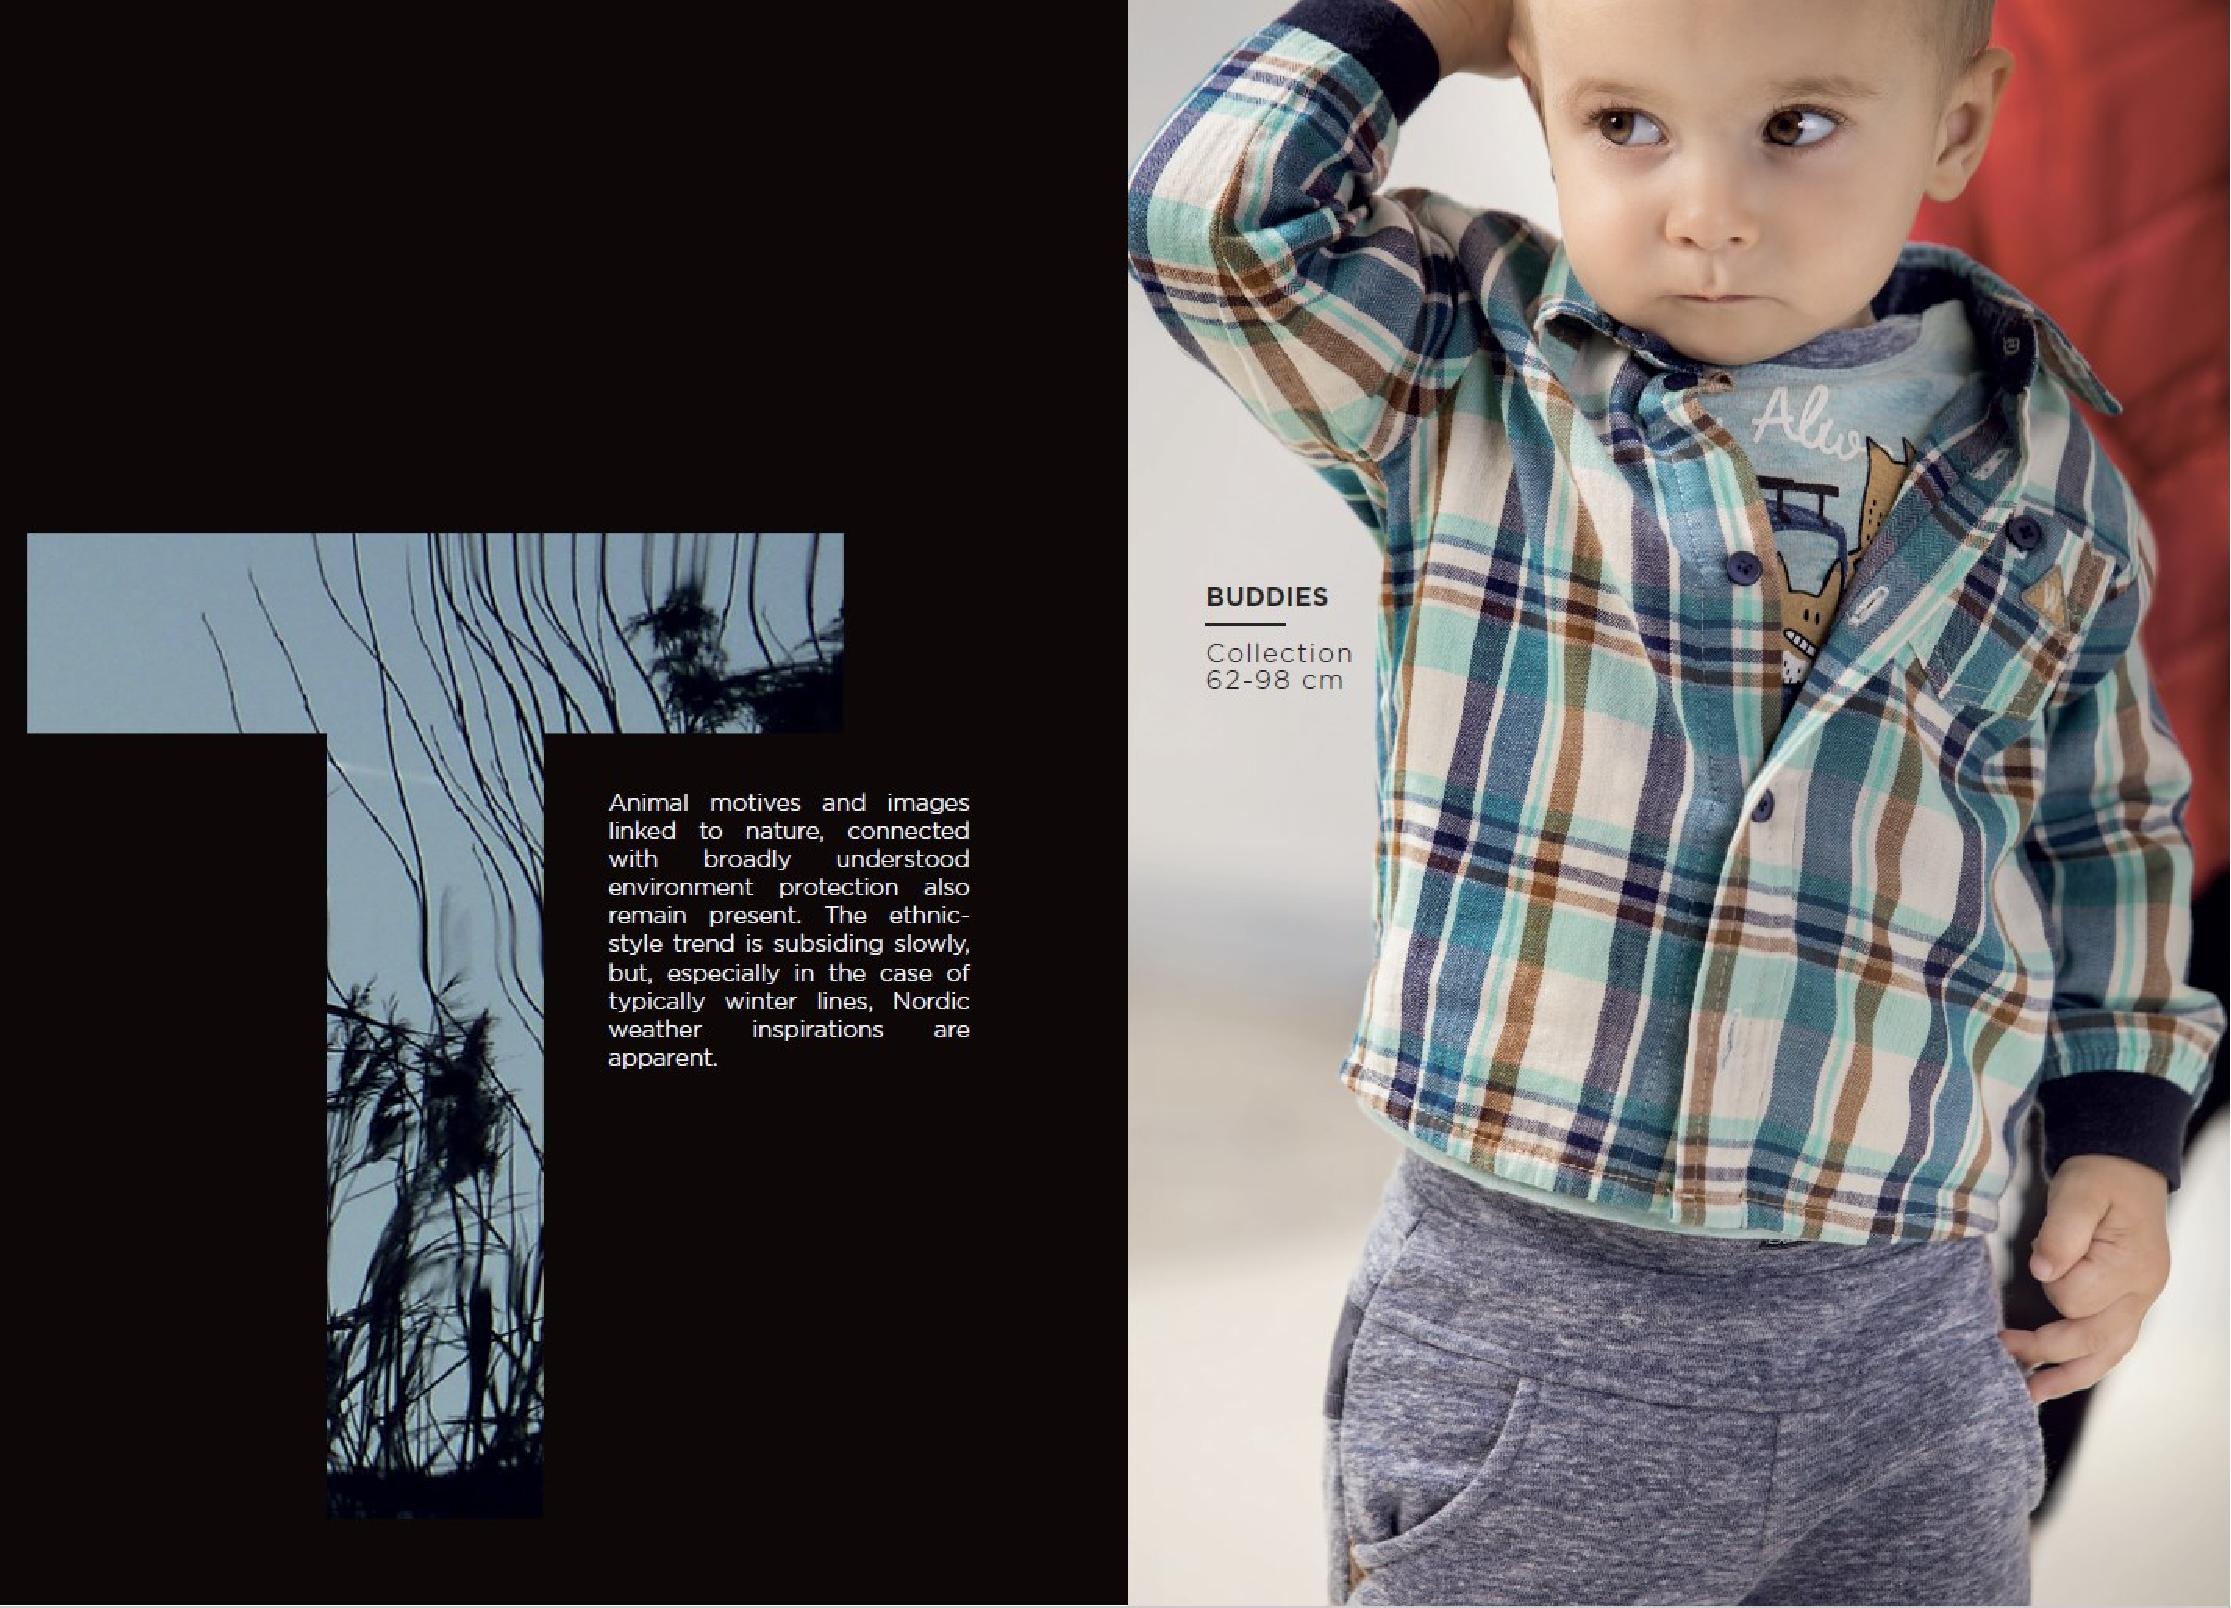 T
Animal motives and images
linked to nature, connected
with broadly understood
environment protection also
remain present. The ethnic-
style trend is subsiding slowly,
but, especially in the case of
typically winter lines, Nordic
weather inspirations are
apparent.
BUDDIES
Collection
62-98 cm